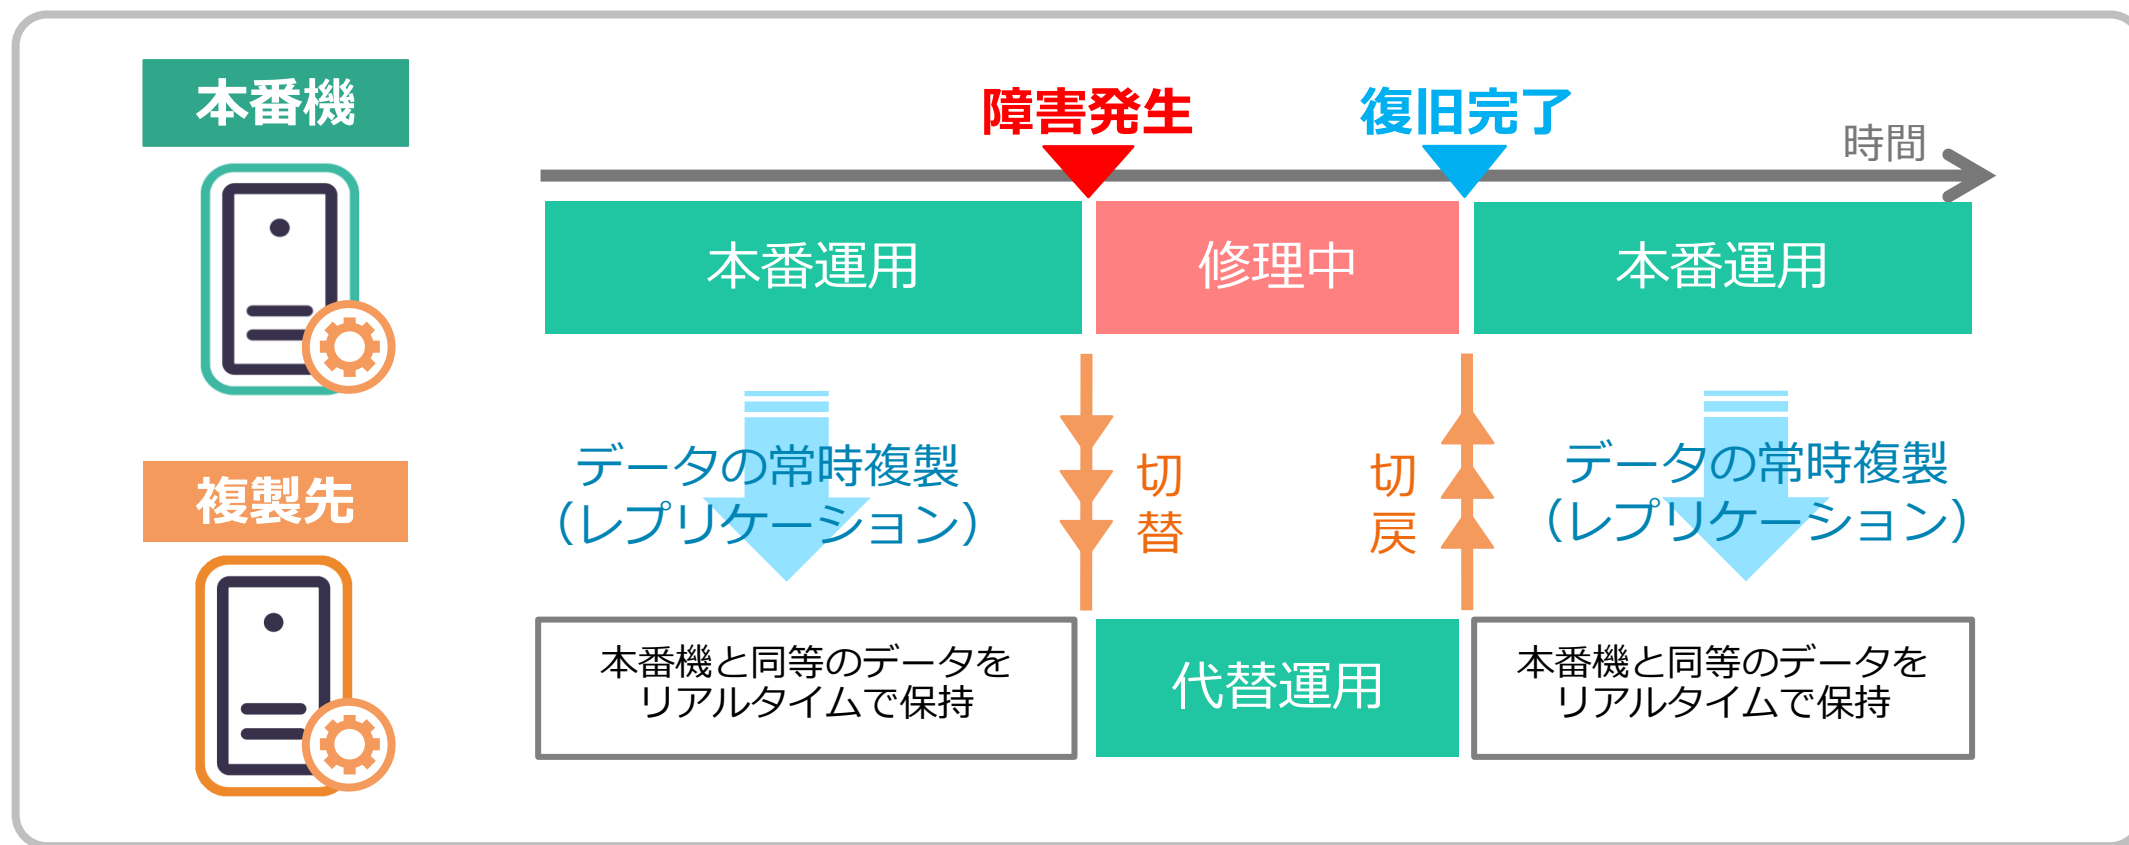 本番機
障害発生
復旧完了
時間
本番運用
修理中
本番運用
データの常時複製
（レプリケーション）
切替
切戻
データの常時複製
（レプリケーション）
複製先
本番機と同等のデータを
リアルタイムで保持
代替運用
本番機と同等のデータを
リアルタイムで保持